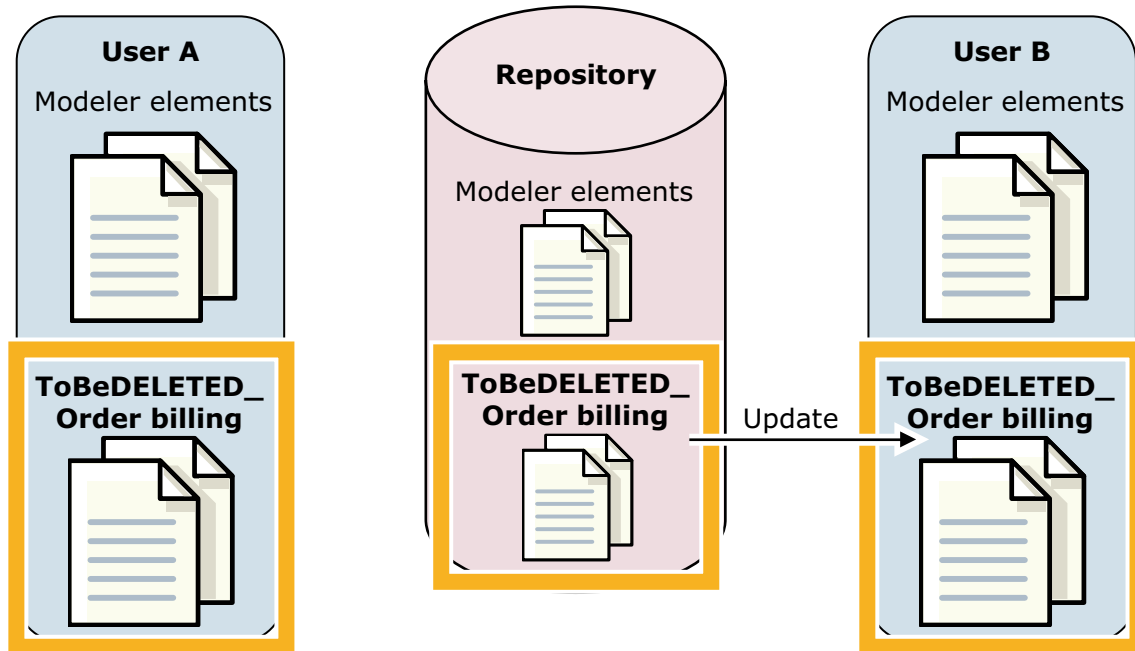 User A
Modeler elements
ToBeDELETED_
Order billing
Repository
Modeler elements
ToBeDELETED_
Order billing
Update
User B
Modeler elements
ToBeDELETED_
Order billing